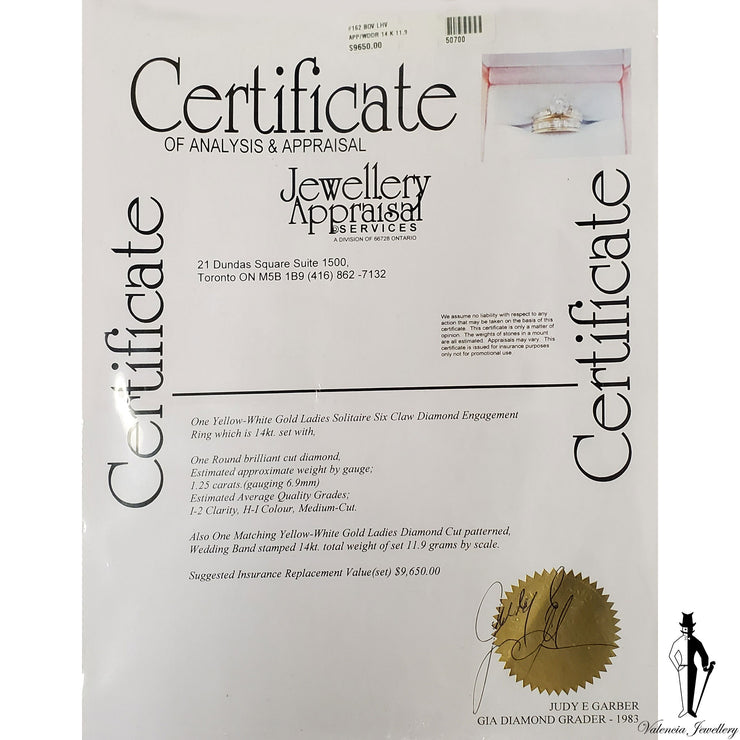 #162 BOV LHV
APP/WDDR 14 K 11.9
$9650.00
50700
Certificate
OF ANALYSIS & APPRAISAL
Jewellery
Appraisal
SERVICES
A DIVISION OF 66728 ONTARIO
Certificate
Certificate
21 Dundas Square Suite 1500,
Toronto ON M5B 1B9 (416) 862 -7132
We assume no liability with respect to any
action that may be taken on the basis of this
certificate. This certificate is only a matter of
opinion. The weights of stones in a mount
are all estimated. Appraisals may vary. This
certificate is issued for insurance purposes
only not for promotional use
One Yellow-White Gold Ladies Solitaire Six Claw Diamond Engagement
Ring which is 14kt. set with,
One Round brilliant cut diamond,
Estimated approximate weight by gauge;
1.25 carats.(gauging 6.9mm)
Estimated Average Quality Grades;
I-2 Clarity, H-I Colour, Medium-Cut.
Also One Matching Yellow-White Gold Ladies Diamond Cut patterned,
Wedding Band stamped 14kt. total weight of set 11.9 grams by scale.
Suggested Insurance Replacement Value(set) $9,650.00
JUDY E GARBER
GIA DIAMOND GRADER - 1983
Valencia Jewellery